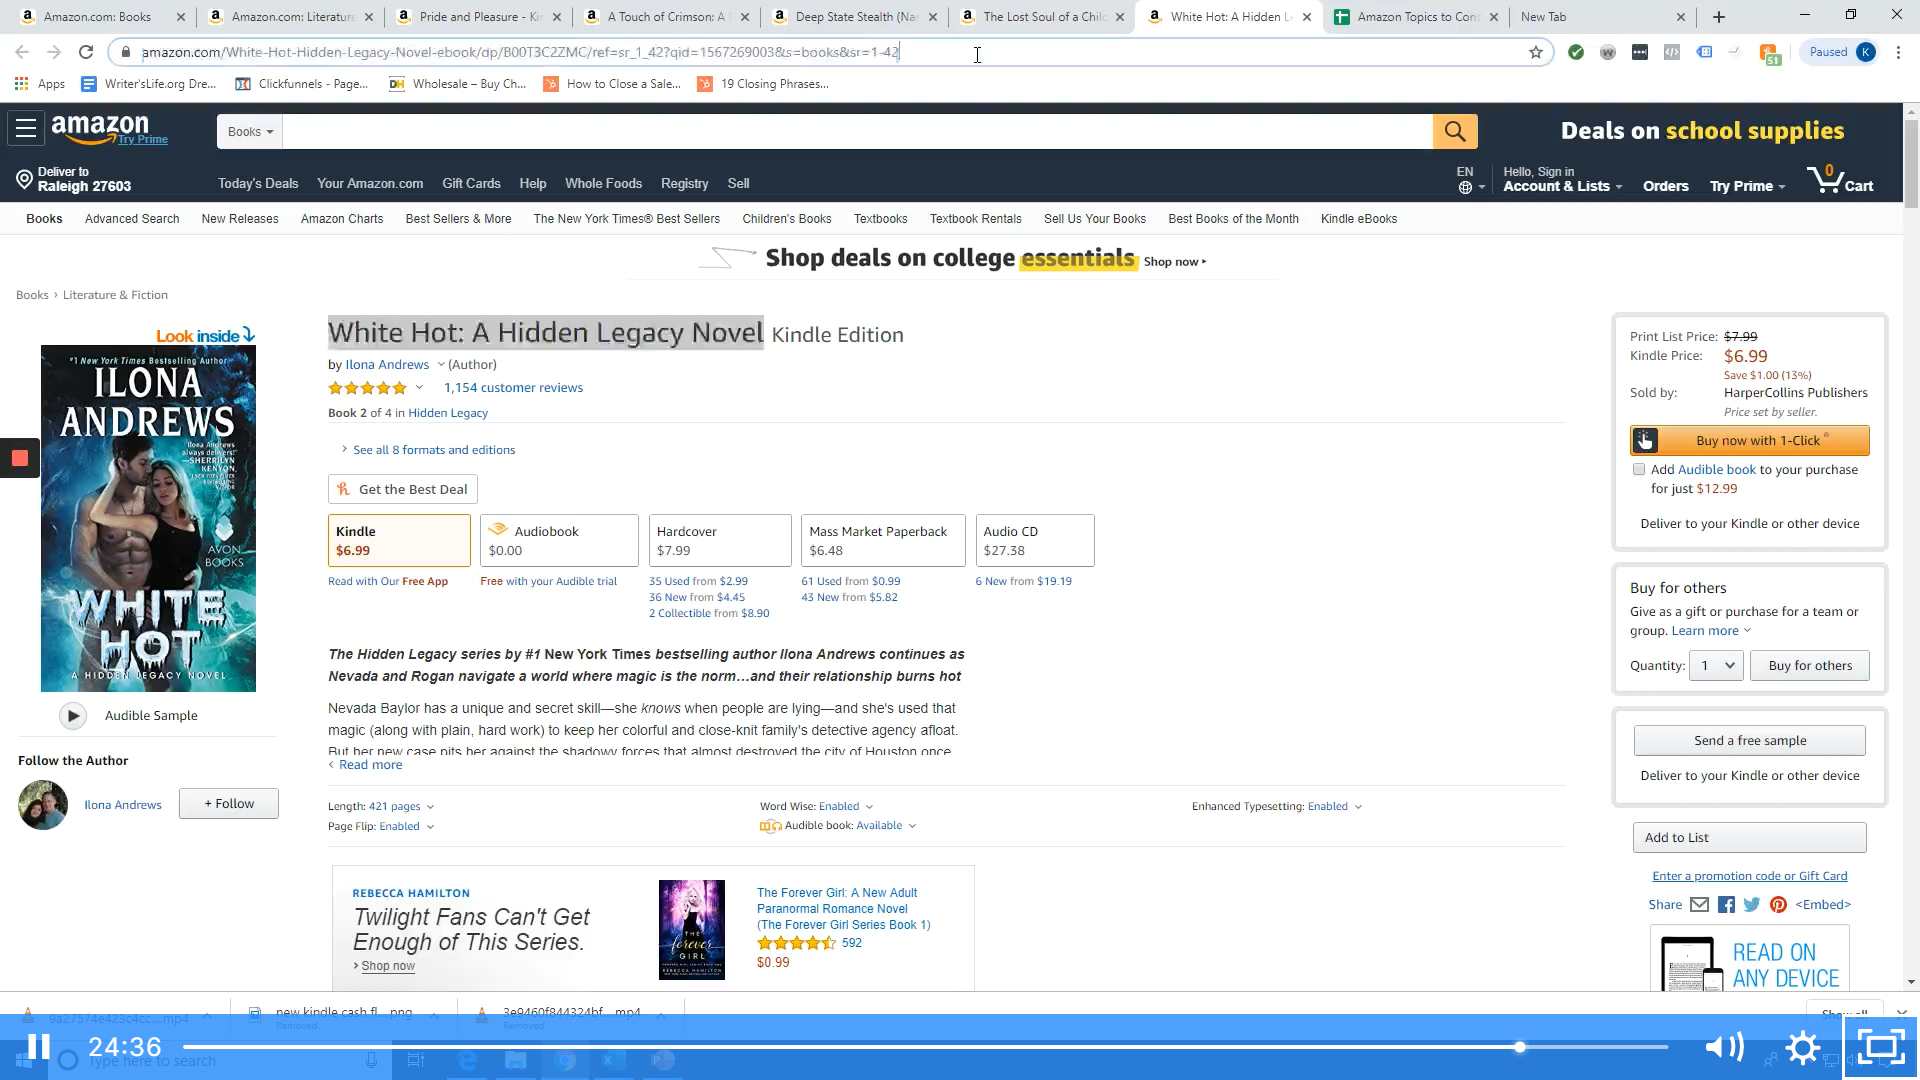 Amazon.com: Books
Amazon.com: Literature
Pride and Pleasure - Ki
A Touch of Crimson: A
Deep State Stealth (Na
The Lost Soul of a Chil
White Hot: A Hidden L
Amazon Topics to Con
New Tab
amazon.com/White-Hot-Hidden-Legacy-Novel-ebook/dp/B00T3C2ZMC/ref=sr_1_42?qid=1567269003&s=books&sr=1-42
51
Paused K
Apps
Writer'sLife.org Dre...
Clickfunnels - Page...
DH Wholesale – Buy Ch...
How to Close a Sale...
19 Closing Phrases...
amazon
Try Prime
Books
Deals on school supplies
Deliver to
Raleigh 27603
Today's Deals Your Amazon.com Gift Cards Help Whole Foods Registry Sell
EN
Hello, Sign in
Account & Lists
Orders
Try Prime
0
Cart
Books Advanced Search New Releases Amazon Charts Best Sellers & More The New York Times® Best Sellers Children's Books Textbooks Textbook Rentals Sell Us Your Books Best Books of the Month Kindle eBooks
Shop deals on college essentials Shop now ▸
Books › Literature & Fiction
Look inside
#1 New York Times Bestselling Author
ILONA
ANDREWS
Ilona Andrews
always delivers!"
—SHERRILYN
KENYON,
AVON
BOOKS
WHITE
HOT
A HIDDEN LEGACY NOVEL
Audible Sample
Follow the Author
Ilona Andrews
+ Follow
White Hot: A Hidden Legacy Novel Kindle Edition
by Ilona Andrews (Author)
1,154 customer reviews
Book 2 of 4 in Hidden Legacy
See all 8 formats and editions
Get the Best Deal
Kindle
$6.99
Read with Our Free App
Audiobook
$0.00
Free with your Audible trial
Hardcover
$7.99
35 Used from $2.99
36 New from $4.45
2 Collectible from $8.90
Mass Market Paperback
$6.48
61 Used from $0.99
43 New from $5.82
Audio CD
$27.38
6 New from $19.19
The Hidden Legacy series by #1 New York Times bestselling author Ilona Andrews continues as
Nevada and Rogan navigate a world where magic is the norm…and their relationship burns hot
Nevada Baylor has a unique and secret skill—she knows when people are lying—and she's used that
magic (along with plain, hard work) to keep her colorful and close-knit family's detective agency afloat.
But her new case pits her against the shadowy forces that almost destroyed the city of Houston once,
‹ Read more
Length: 421 pages
Word Wise: Enabled
Enhanced Typesetting: Enabled
Page Flip: Enabled
Audible book: Available
REBECCA HAMILTON
Twilight Fans Can't Get
Enough of This Series.
› Shop now
THE
forever
GIRL
REBECCA HAMILTON
The Forever Girl: A New Adult
Paranormal Romance Novel
(The Forever Girl Series Book 1)
592
$0.99
Print List Price: $7.99
Kindle Price: $6.99
Save $1.00 (13%)
Sold by: HarperCollins Publishers
Price set by seller.
Buy now with 1-Click ®
Add Audible book to your purchase
for just $12.99
Deliver to your Kindle or other device
Buy for others
Give as a gift or purchase for a team or
group. Learn more
Quantity: 1
Buy for others
Send a free sample
Deliver to your Kindle or other device
Add to List
Enter a promotion code or Gift Card
Share <Embed>
READ ON
ANY DEVICE
9a27574e423c4cc....mp4
new kindle cash fl....png
Removed
3e9460f844324bf....mp4
Removed
Show all
24:36
Type here to search